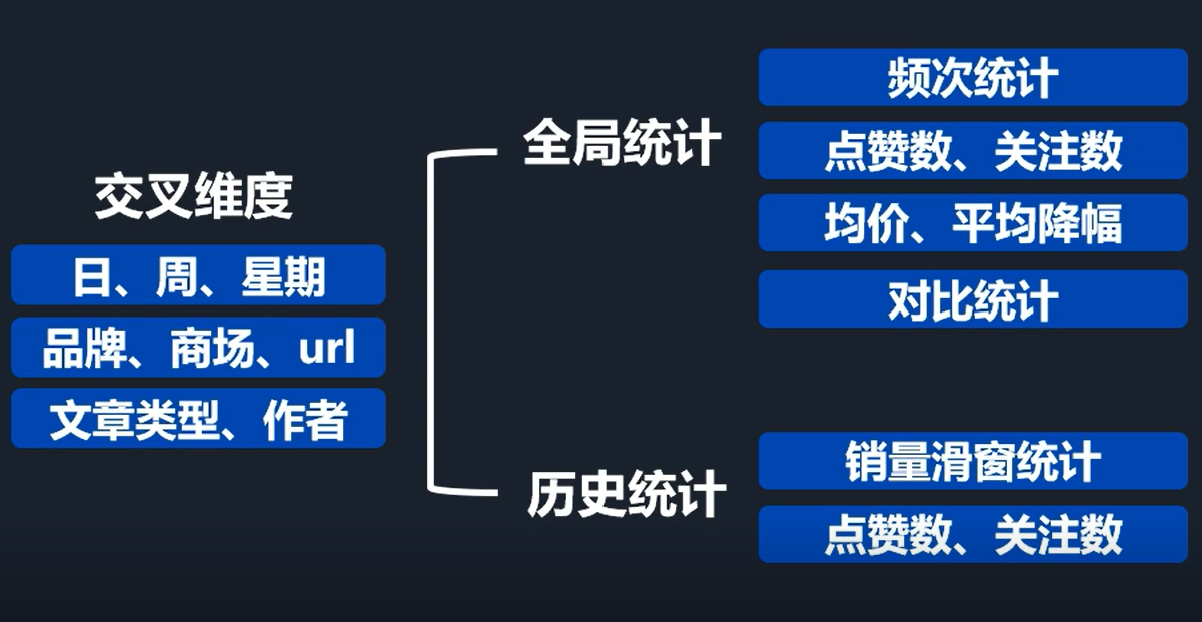 交叉维度
日、周、星期
品牌、商场、url
文章类型、作者
全局统计
频次统计
点赞数、关注数
均价、平均降幅
对比统计
历史统计
销量滑窗统计
点赞数、关注数